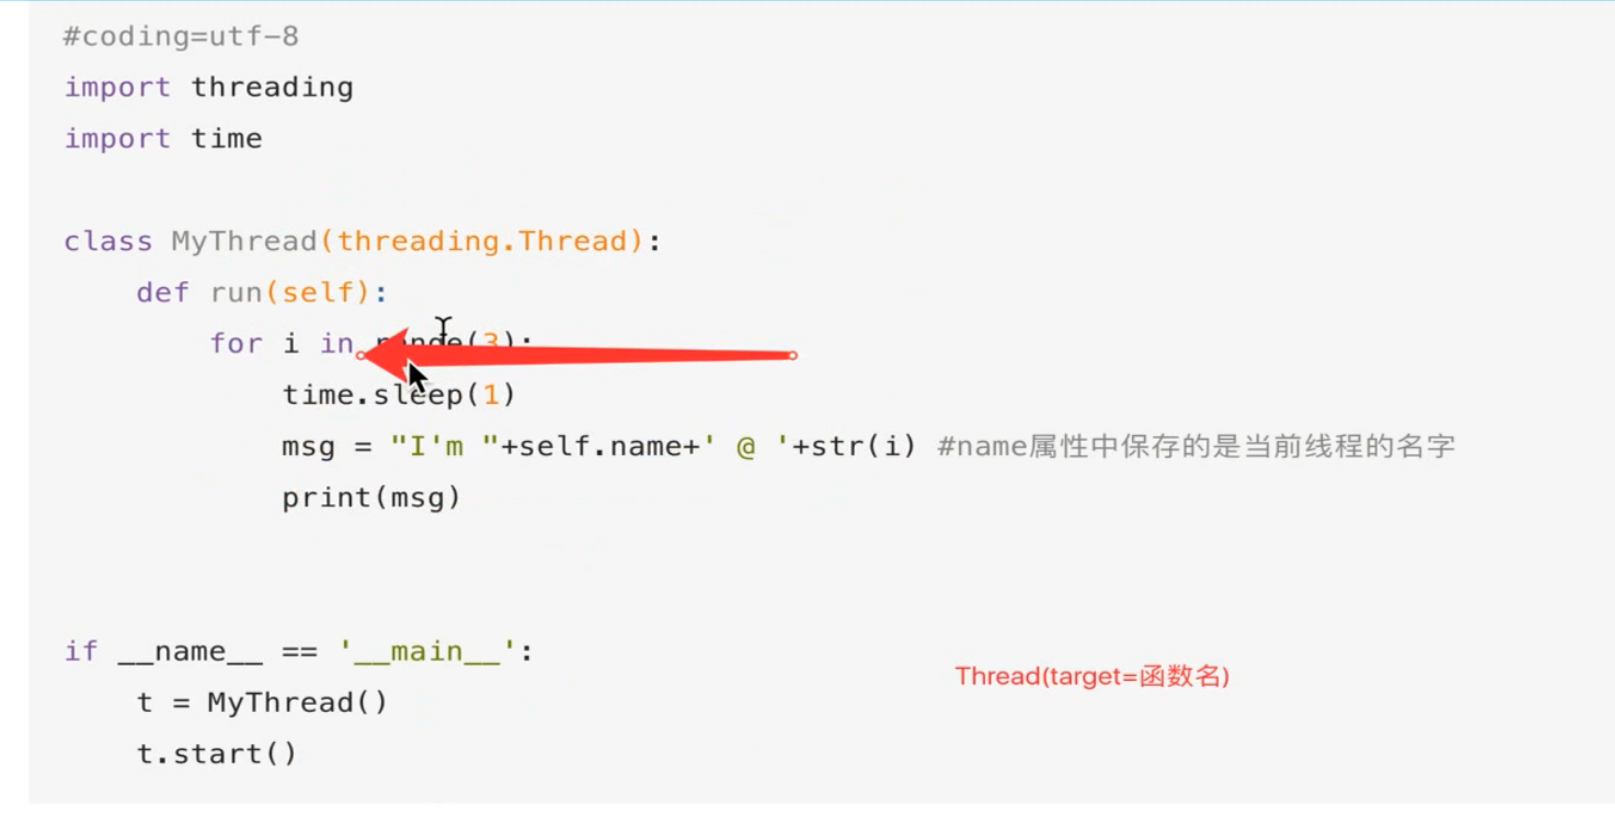 #coding=utf-8
import threading
import time
class MyThread(threading.Thread):
def run(self):
for i in range(3):
time.sleep(1)
msg = "I'm "+self.name+' @ '+str(i) #name属性中保存的是当前线程的名字
print(msg)
if __name__ == '__main__':
Thread(target=函数名)
t = MyThread()
t.start()